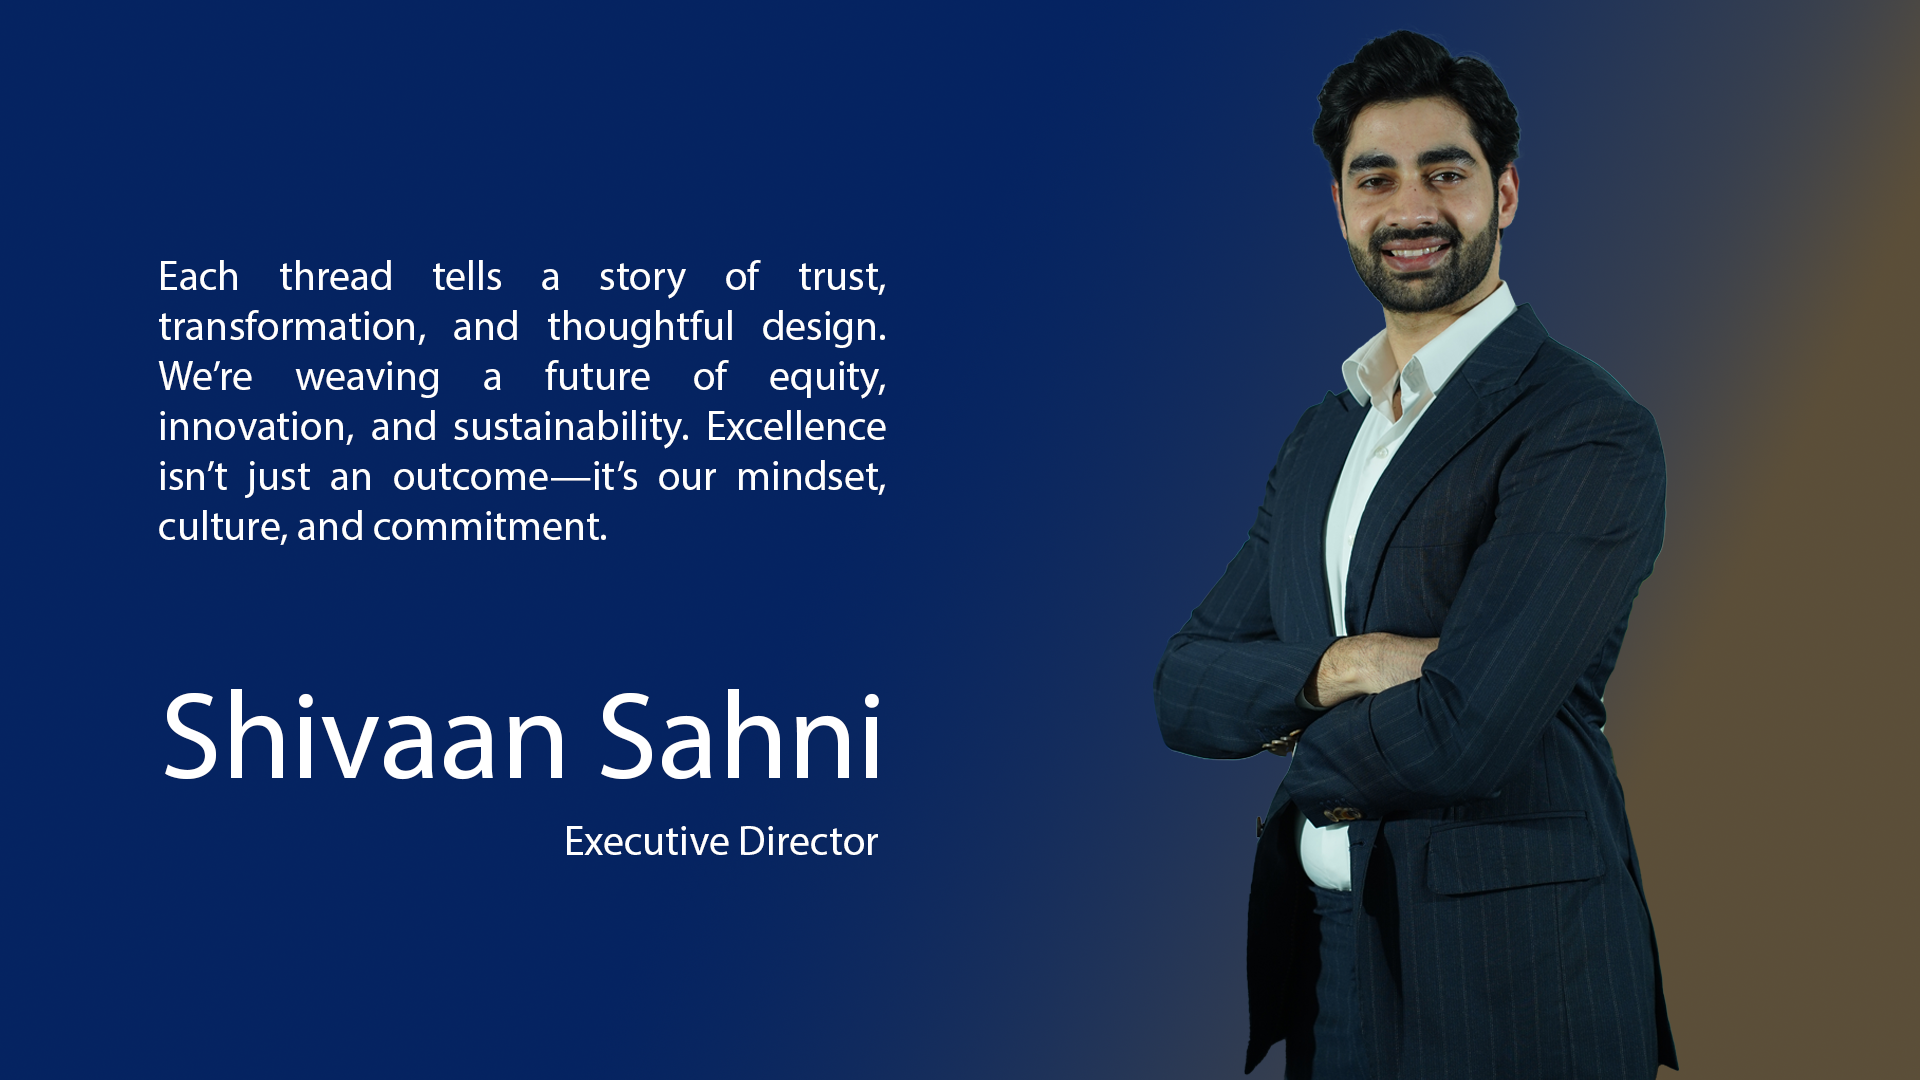 Each thread tells a story of trust,
transformation, and thoughtful design.
We’re weaving a future of equity,
innovation, and sustainability. Excellence
isn’t just an outcome—it’s our mindset,
culture, and commitment.
Shivaan Sahni
Executive Director